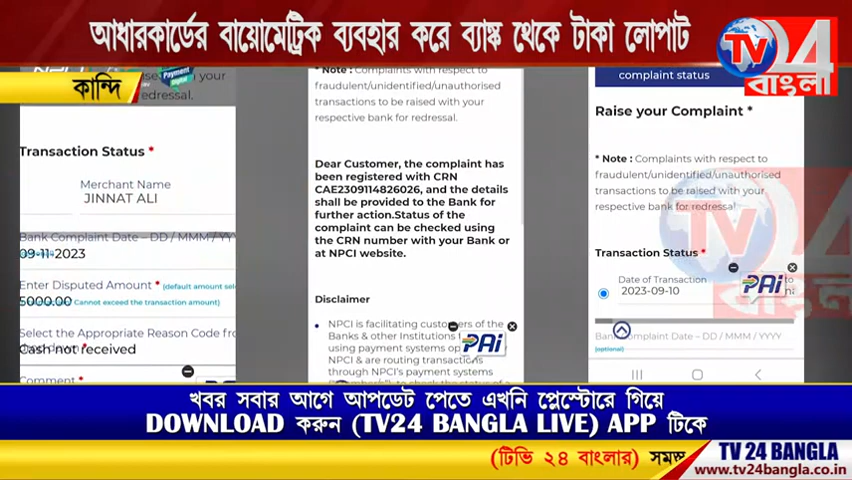 আধারকার্ডের বায়োমেট্রিক ব্যবহার করে ব্যাঙ্ক থেকে টাকা লোপাট
TV 24
বাংলা
কান্দি
NPCI
Payment
your
redressal.
Transaction Status *
Merchant Name
JINNAT ALI
Bank Complaint Date – DD / MMM / YYY
09-11-2023
Enter Disputed Amount * (default amount sel
5000.00 Cannot exceed the transaction amount)
Select the Appropriate Reason Code fro
Cash not received
Comment *
* Note : Complaints with respect to
fraudulent/unidentified/unauthorised
transactions to be raised with your
respective bank for redressal.
Dear Customer, the complaint has
been registered with CRN
CAE2309114826026, and the details
shall be provided to the Bank for
further action.Status of the
complaint can be checked using
the CRN number with your Bank or
at NPCI website.
Disclaimer
NPCI is facilitating customers of the
Banks & other Institutions
using payment systems op
NPCI & are routing transactions
through NPCI's payment systems
PAi
complaint status
Raise your Complaint *
* Note : Complaints with respect to
fraudulent/unidentified/unauthorised
transactions to be raised with your
respective bank for redressal.
Transaction Status *
Date of Transaction
2023-09-10
to
PAi
Bank Complaint Date – DD / MMM / YYYY
(optional)
খবর সবার আগে আপডেট পেতে এখনি প্লেস্টোরে গিয়ে
DOWNLOAD করুন (TV24 BANGLA LIVE) APP টিকে
(টিভি ২৪ বাংলার) সমস্ত
TV 24 BANGLA
www.tv24bangla.co.in